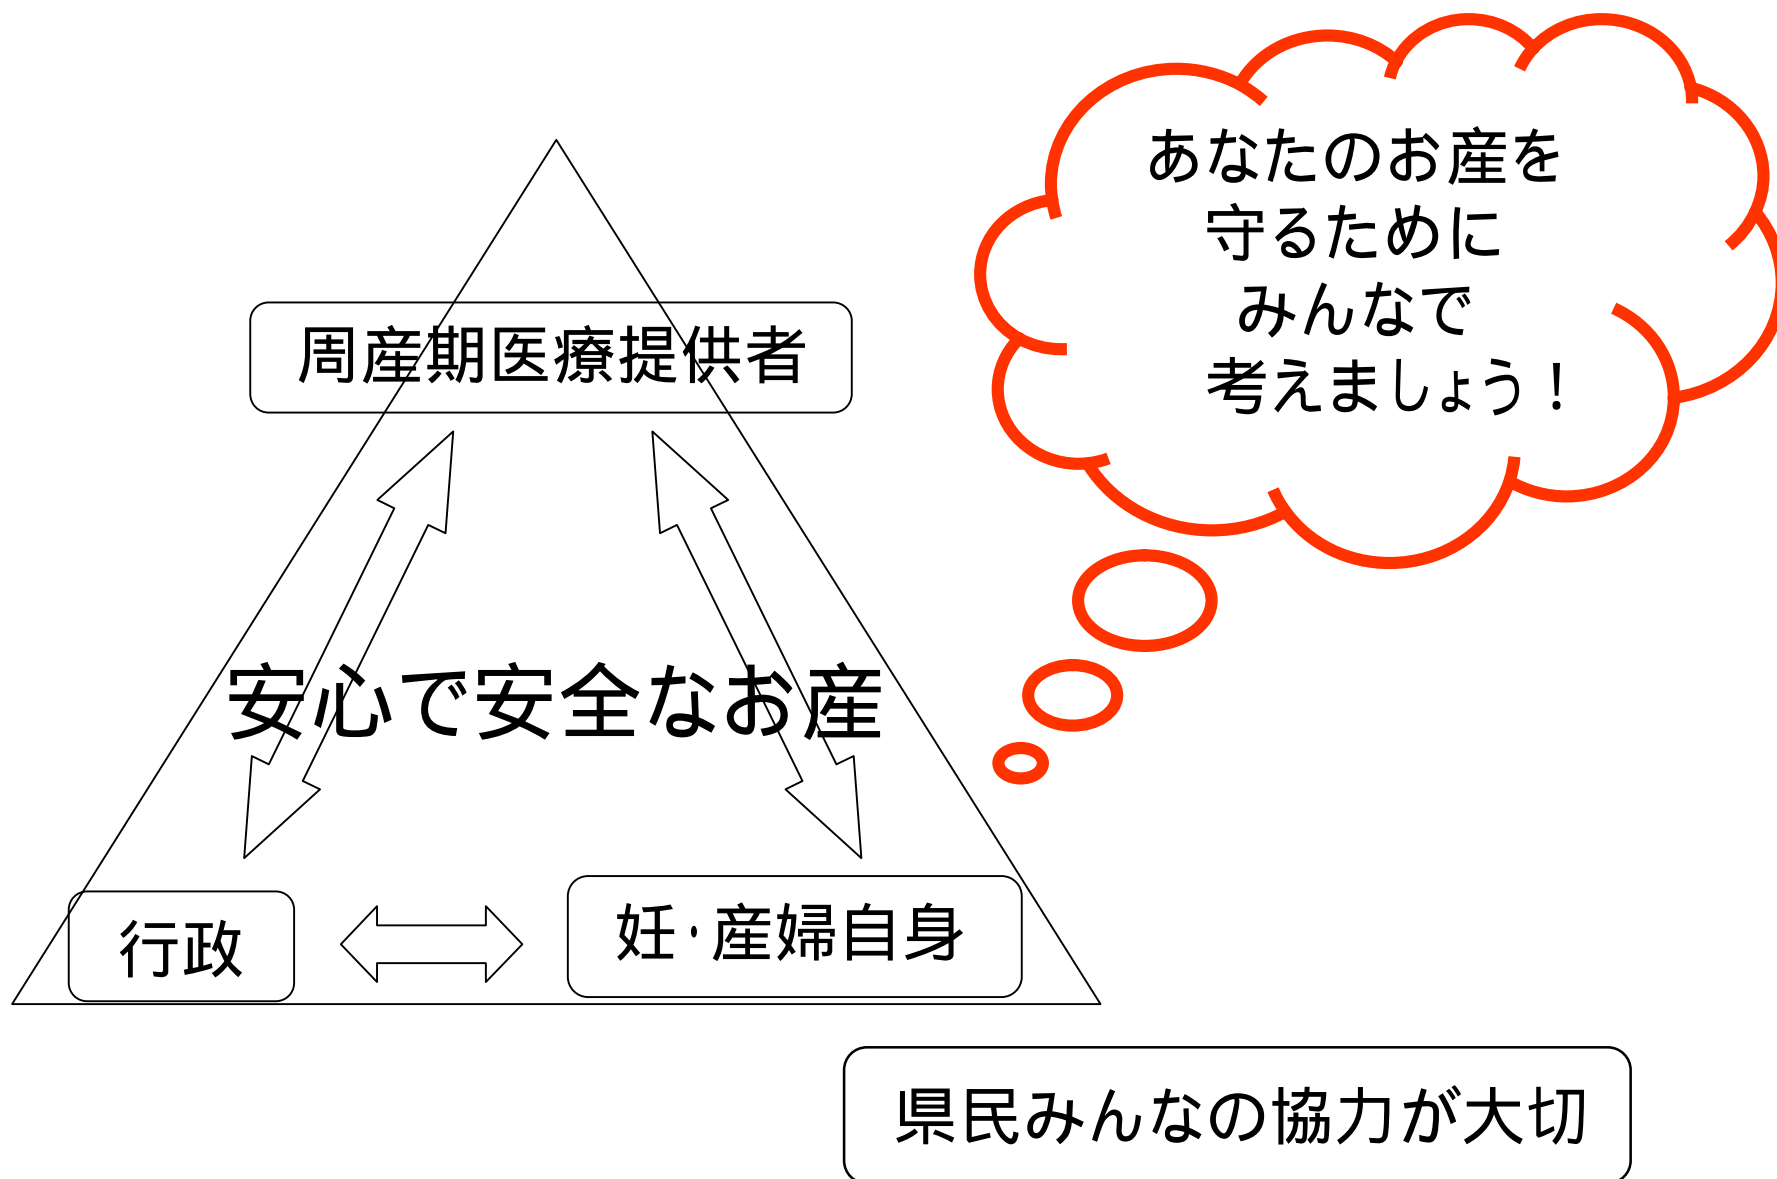 あなたのお産を
守るために
みんなで
考えましょう！
周産期医療提供者
安心で安全なお産
行政
妊・産婦自身
県民みんなの協力が大切